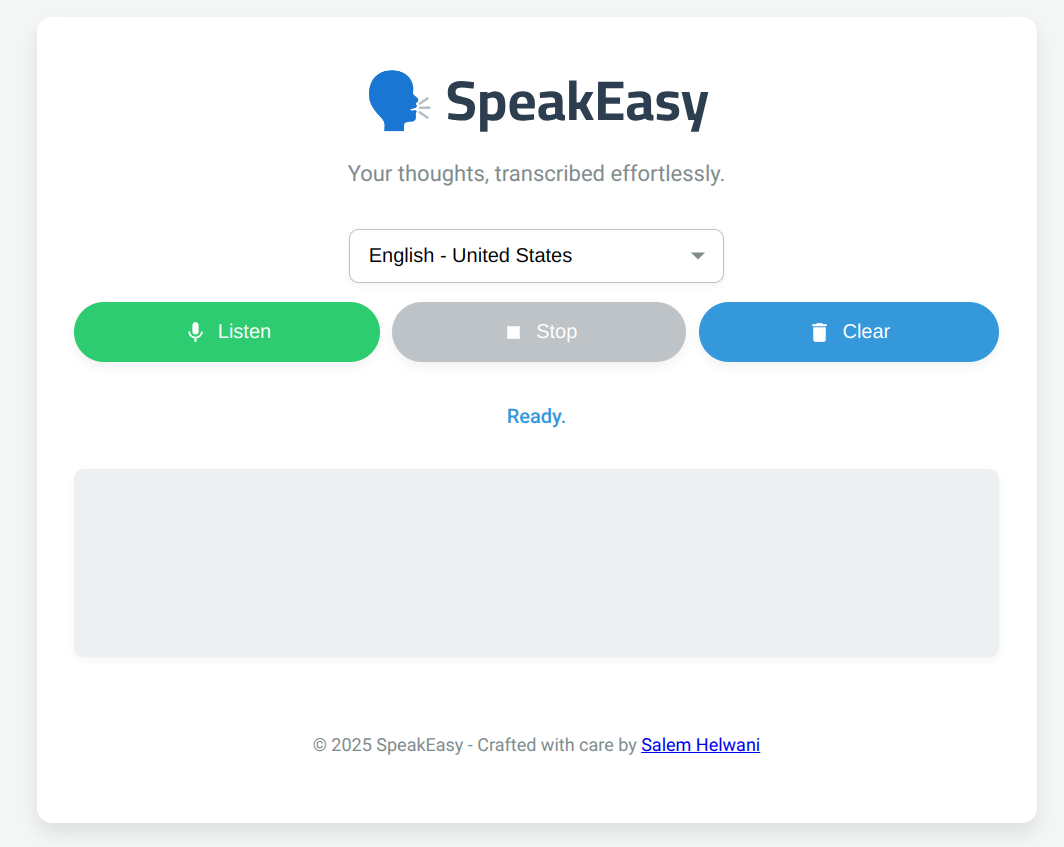 SpeakEasy
Your thoughts, transcribed effortlessly.
English - United States
Listen
Stop
Clear
Ready.
© 2025 SpeakEasy - Crafted with care by Salem Helwani